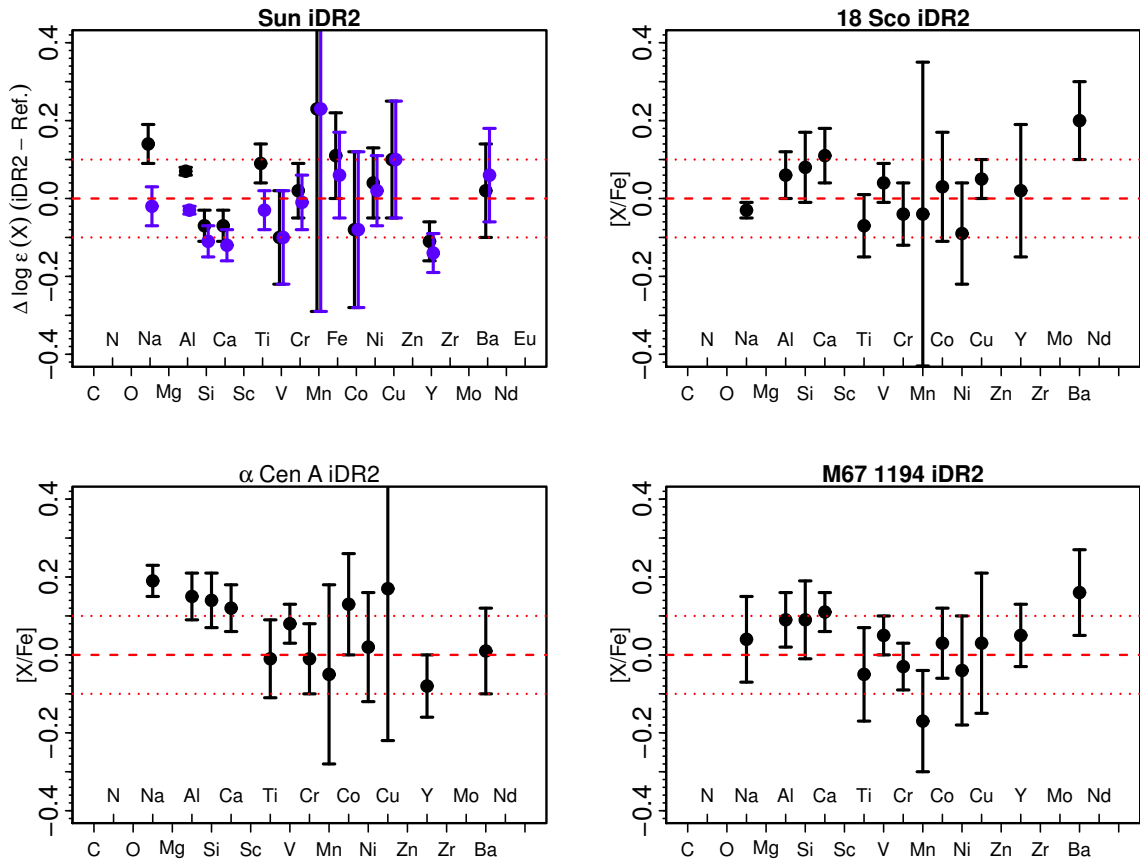 Sun iDR2
Δ log ε (X) (iDR2 − Ref.)
0.4
0.2
0.0
−0.2
−0.4
N Na Al Ca Ti Cr Fe Ni Zn Zr Ba Eu
C O Mg Si Sc V Mn Co Cu Y Mo Nd
18 Sco iDR2
[X/Fe]
0.4
0.2
0.0
−0.2
−0.4
N Na Al Ca Ti Cr Co Cu Y Mo Nd
C O Mg Si Sc V Mn Ni Zn Zr Ba
α Cen A iDR2
[X/Fe]
0.4
0.2
0.0
−0.2
−0.4
N Na Al Ca Ti Cr Co Cu Y Mo Nd
C O Mg Si Sc V Mn Ni Zn Zr Ba
M67 1194 iDR2
[X/Fe]
0.4
0.2
0.0
−0.2
−0.4
N Na Al Ca Ti Cr Co Cu Y Mo Nd
C O Mg Si Sc V Mn Ni Zn Zr Ba